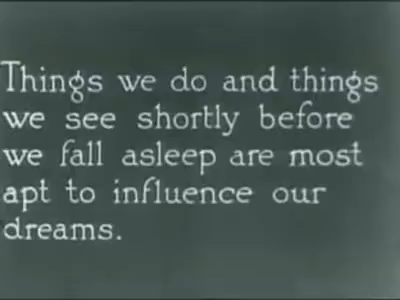 Things we do and things
we see shortly before
we fall asleep are most
apt to influence our
dreams.